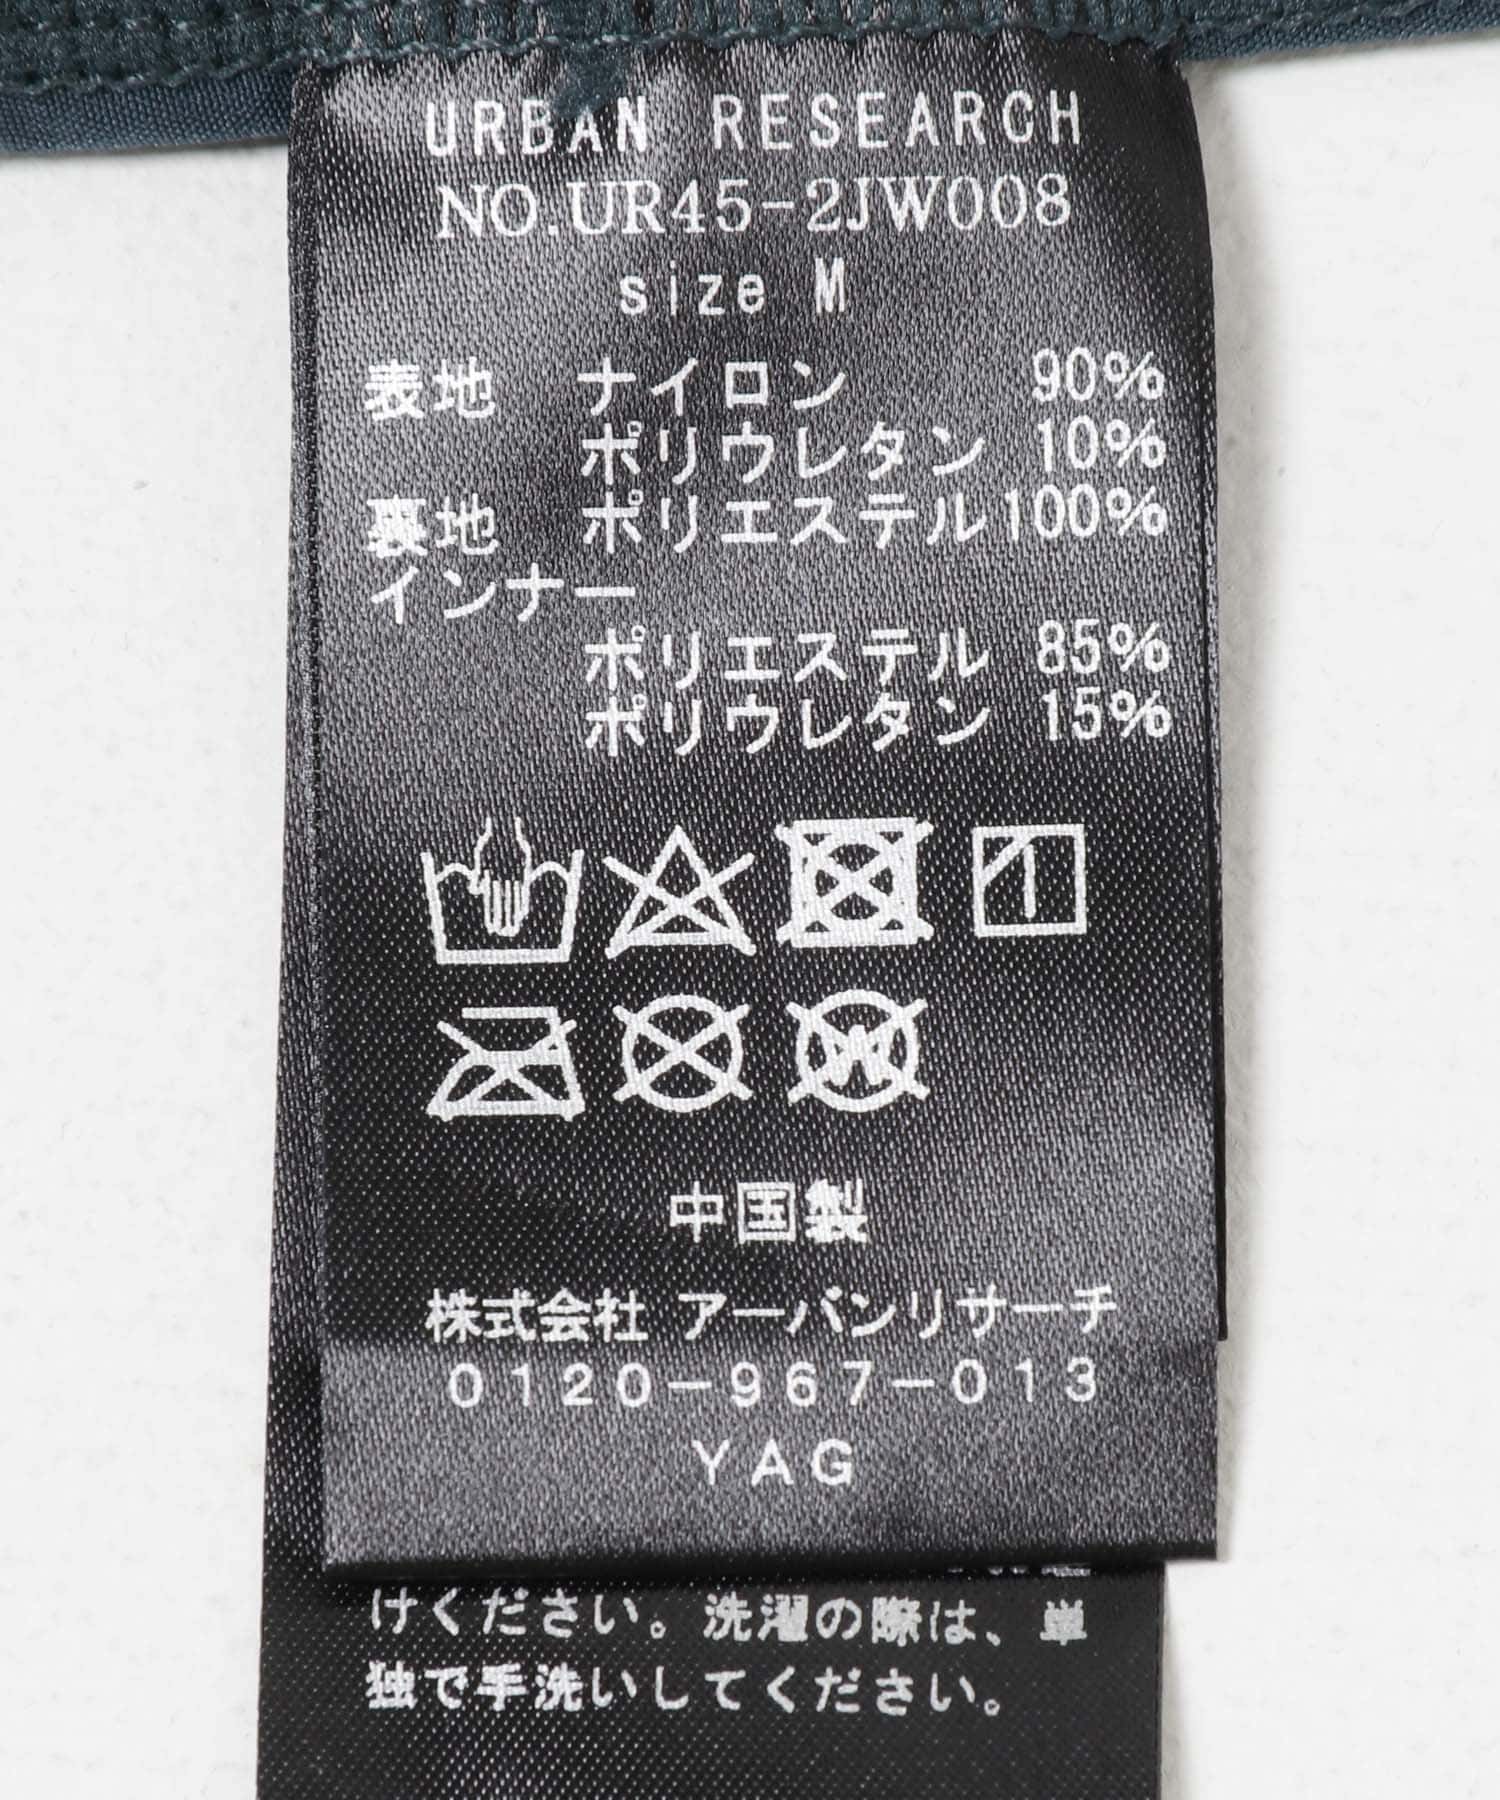 URBAN RESEARCH
NO.UR45-2JW008
size M
表地 ナイロン 90%
ポリウレタン 10%
裏地 ポリエステル100%
インナー
ポリエステル 85%
ポリウレタン 15%
中国製
株式会社 アーバンリサーチ
0120-967-013
YAG
けください。洗濯の際は、単
独で手洗いしてください。